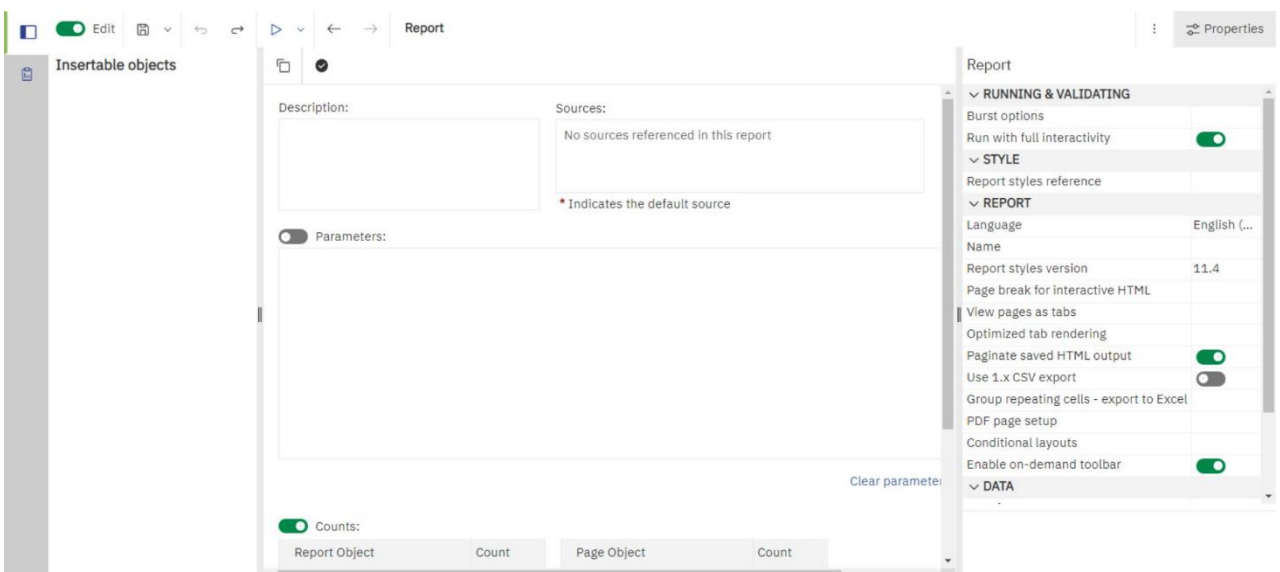 Edit
Report
Properties
Insertable objects
Description:
Sources:
No sources referenced in this report
* Indicates the default source
Parameters:
Clear parameter
Counts:
Report Object
Count
Page Object
Count
Report
RUNNING & VALIDATING
Burst options
Run with full interactivity
STYLE
Report styles reference
REPORT
Language English (...
Name
Report styles version 11.4
Page break for interactive HTML
View pages as tabs
Optimized tab rendering
Paginate saved HTML output
Use 1.x CSV export
Group repeating cells - export to Excel
PDF page setup
Conditional layouts
Enable on-demand toolbar
DATA